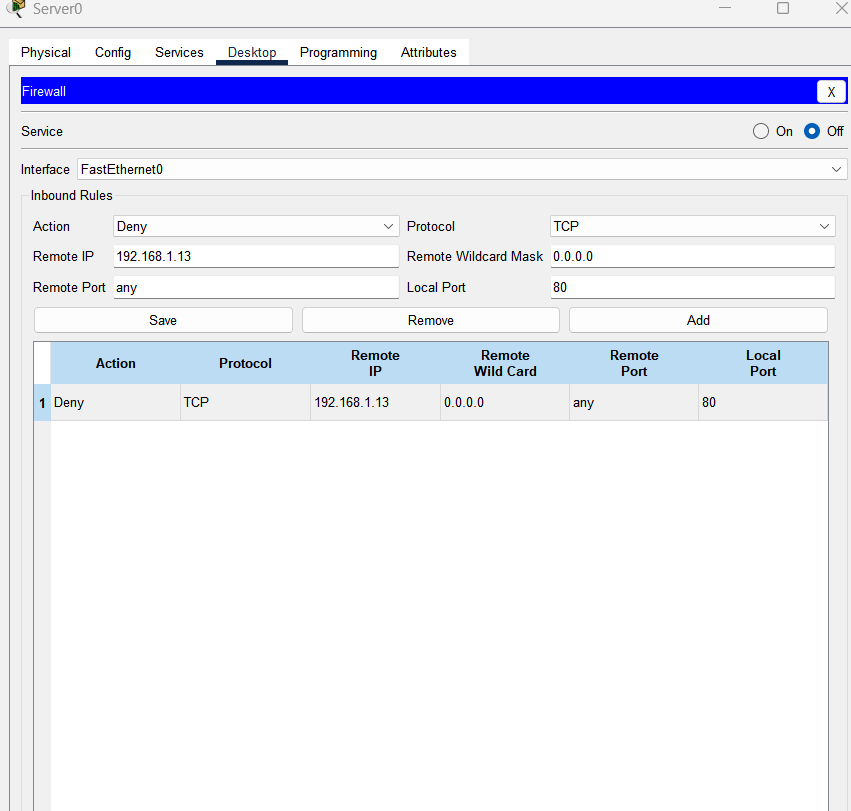 Server0
Physical Config Services Desktop Programming Attributes
Firewall X
Service On Off
Interface FastEthernet0
Inbound Rules
Action Deny Protocol TCP
Remote IP 192.168.1.13 Remote Wildcard Mask 0.0.0.0
Remote Port any Local Port 80
Save Remove Add
Action Protocol Remote IP Remote Wild Card Remote Port Local Port
1 Deny TCP 192.168.1.13 0.0.0.0 any 80